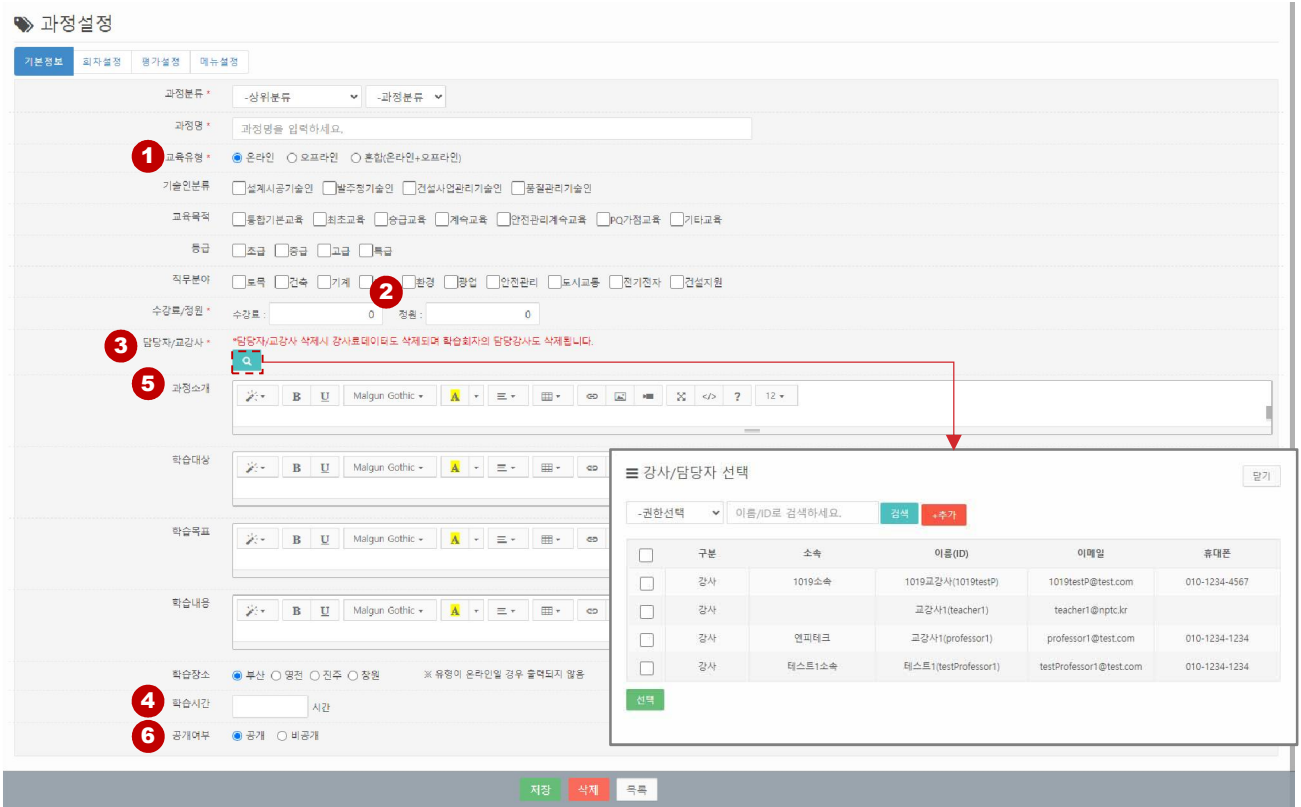 과정설정
기본정보 회차설정 평가설정 메뉴설정
과정분류 * -상위분류 -과정분류
과정명 * 과정명을 입력하세요.
1 교육유형 * 온라인 오프라인 혼합(온라인+오프라인)
기술인분류 설계시공기술인 발주청기술인 건설사업관리기술인 품질관리기술인
교육목적 통합기본교육 최초교육 승급교육 계속교육 안전관리계속교육 PQ가점교육 기타교육
등급 초급 중급 고급 특급
직무분야 토목 건축 기계 환경 광업 안전관리 도시교통 전기전자 건설지원
2
수강료/정원 * 수강료 : 0 정원 : 0
3 담당자/교강사 * *담당자/교강사 삭제시 강사료데이터도 삭제되며 학습회차의 담당강사도 삭제됩니다.
5 과정소개 B U Malgun Gothic A </> ? 12
학습대상 B U Malgun Gothic A
학습목표 B U Malgun Gothic A
학습내용 B U Malgun Gothic A
학습장소 부산 영천 진주 창원 ※ 유형이 온라인일 경우 출력되지 않음
4 학습시간 시간
6 공개여부 공개 비공개
저장 삭제 목록
강사/담당자 선택 닫기
-권한선택 이름/ID로 검색하세요. 검색 +추가
구분 소속 이름(ID) 이메일 휴대폰
강사 1019소속 1019교강사(1019testP) 1019testP@test.com 010-1234-4567
강사 교강사1(teacher1) teacher1@nptc.kr
강사 엔피테크 교강사1(professor1) professor1@test.com 010-1234-1234
강사 테스트1소속 테스트1(testProfessor1) testProfessor1@test.com 010-1234-1234
선택